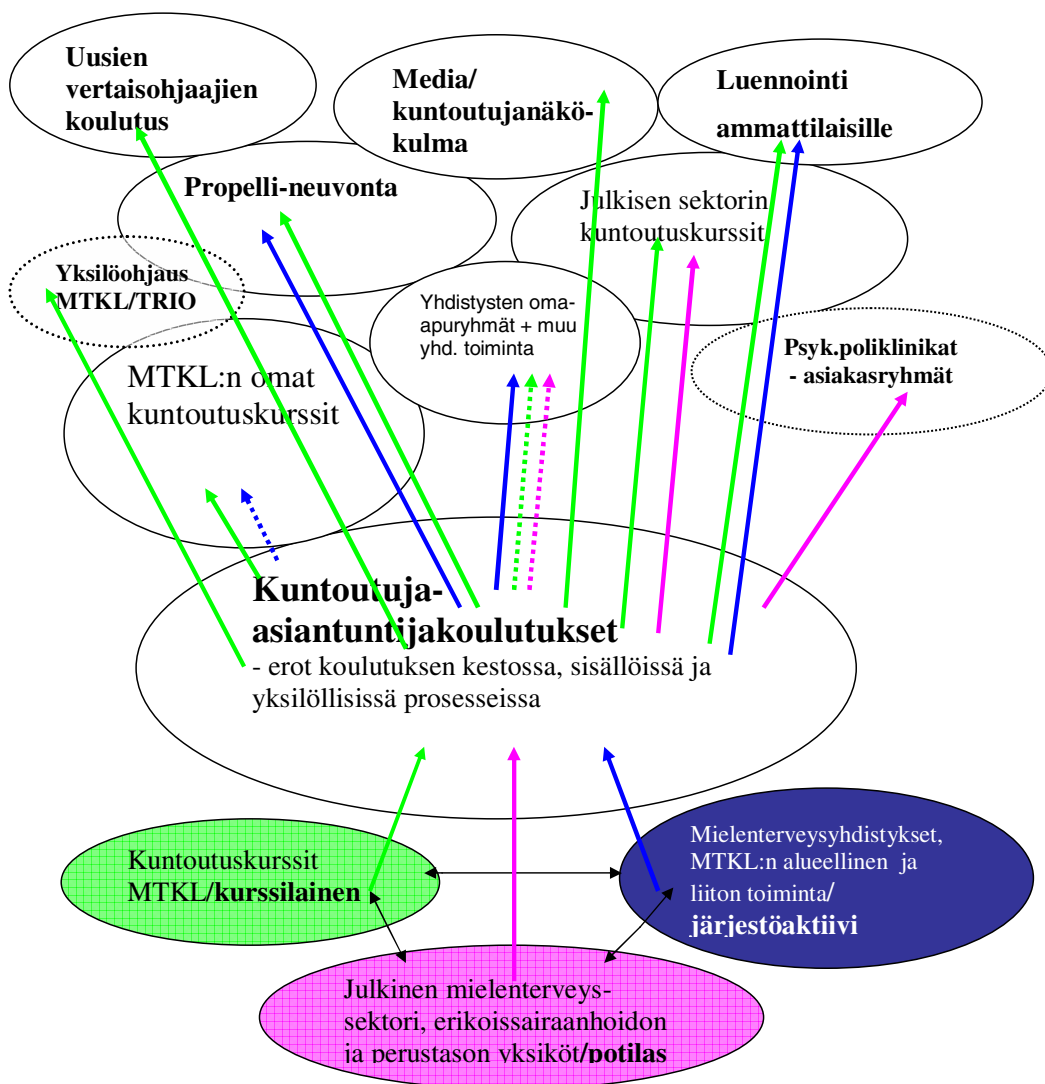 Uusien
vertaisohjaajien
koulutus
Media/
kuntoutujanäkö-
kulma
Luennointi
ammattilaisille
Propelli-neuvonta
Julkisen sektorin
kuntoutuskurssit
Yksilöohjaus
MTKL/TRIO
Yhdistysten oma-
apuryhmät + muu
yhd. toiminta
Psyk.poliklinikat
- asiakasryhmät
MTKL:n omat
kuntoutuskurssit
Kuntoutuja-
asiantuntijakoulutukset
- erot koulutuksen kestossa, sisällöissä ja
yksilöllisissä prosesseissa
Kuntoutuskurssit
MTKL/kurssilainen
Mielenterveysyhdistykset,
MTKL:n alueellinen ja
liiton toiminta/
järjestöaktiivi
Julkinen mielenterveys-
sektori, erikoissairaanhoidon
ja perustason yksiköt/potilas